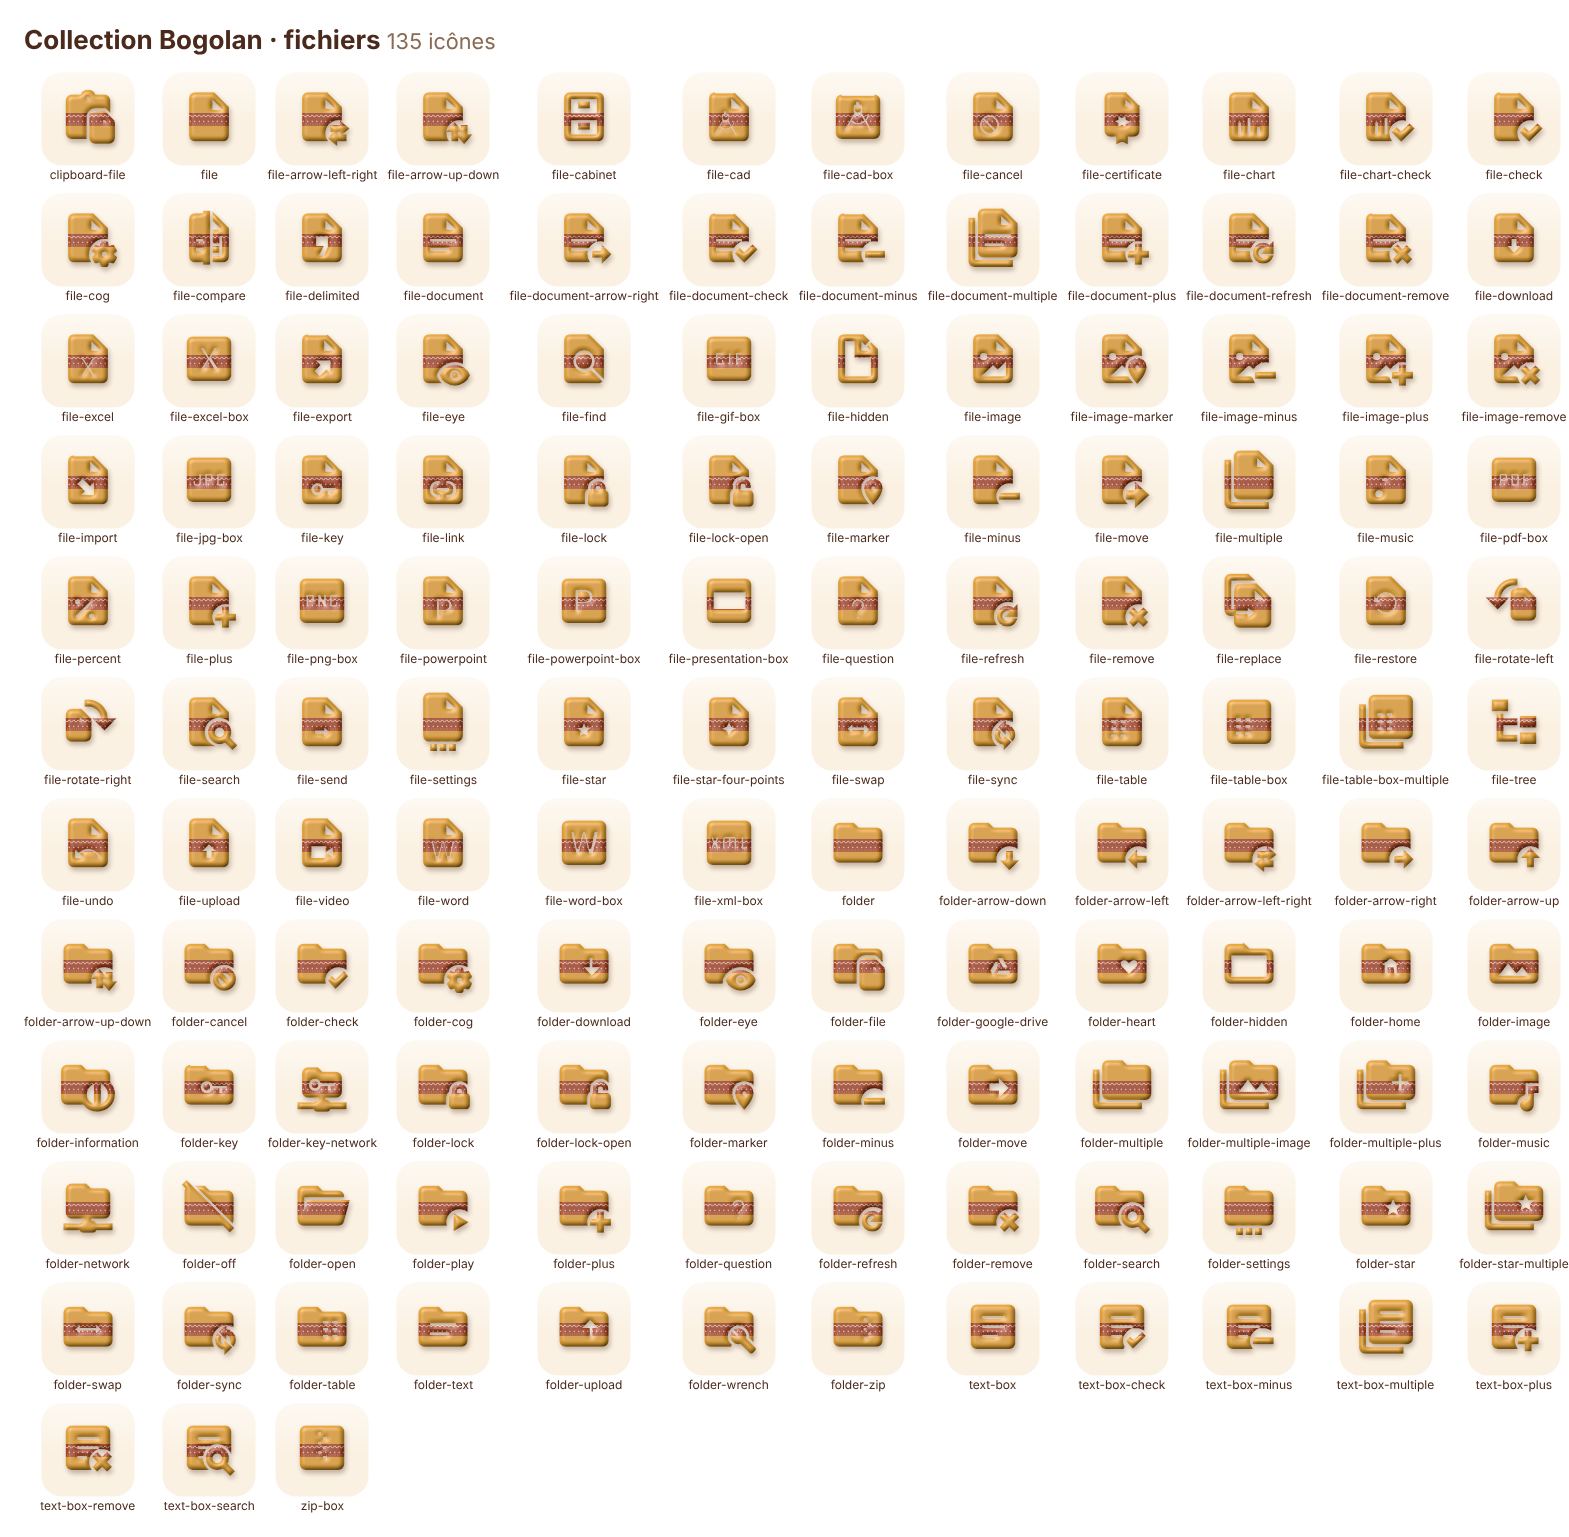 Collection Bogolan · fichiers 135 icônes
clipboard-file file file-arrow-left-right file-arrow-up-down file-cabinet file-cad file-cad-box file-cancel file-certificate file-chart file-chart-check file-check
file-cog file-compare file-delimited file-document file-document-arrow-right file-document-check file-document-minus file-document-multiple file-document-plus file-document-refresh file-document-remove file-download
X X GIF
file-excel file-excel-box file-export file-eye file-find file-gif-box file-hidden file-image file-image-marker file-image-minus file-image-plus file-image-remove
JPG PDF
file-import file-jpg-box file-key file-link file-lock file-lock-open file-marker file-minus file-move file-multiple file-music file-pdf-box
% PNG P P ?
file-percent file-plus file-png-box file-powerpoint file-powerpoint-box file-presentation-box file-question file-refresh file-remove file-replace file-restore file-rotate-left
file-rotate-right file-search file-send file-settings file-star file-star-four-points file-swap file-sync file-table file-table-box file-table-box-multiple file-tree
W W XML
file-undo file-upload file-video file-word file-word-box file-xml-box folder folder-arrow-down folder-arrow-left folder-arrow-left-right folder-arrow-right folder-arrow-up
folder-arrow-up-down folder-cancel folder-check folder-cog folder-download folder-eye folder-file folder-google-drive folder-heart folder-hidden folder-home folder-image
folder-information folder-key folder-key-network folder-lock folder-lock-open folder-marker folder-minus folder-move folder-multiple folder-multiple-image folder-multiple-plus folder-music
?
folder-network folder-off folder-open folder-play folder-plus folder-question folder-refresh folder-remove folder-search folder-settings folder-star folder-star-multiple
folder-swap folder-sync folder-table folder-text folder-upload folder-wrench folder-zip text-box text-box-check text-box-minus text-box-multiple text-box-plus
text-box-remove text-box-search zip-box